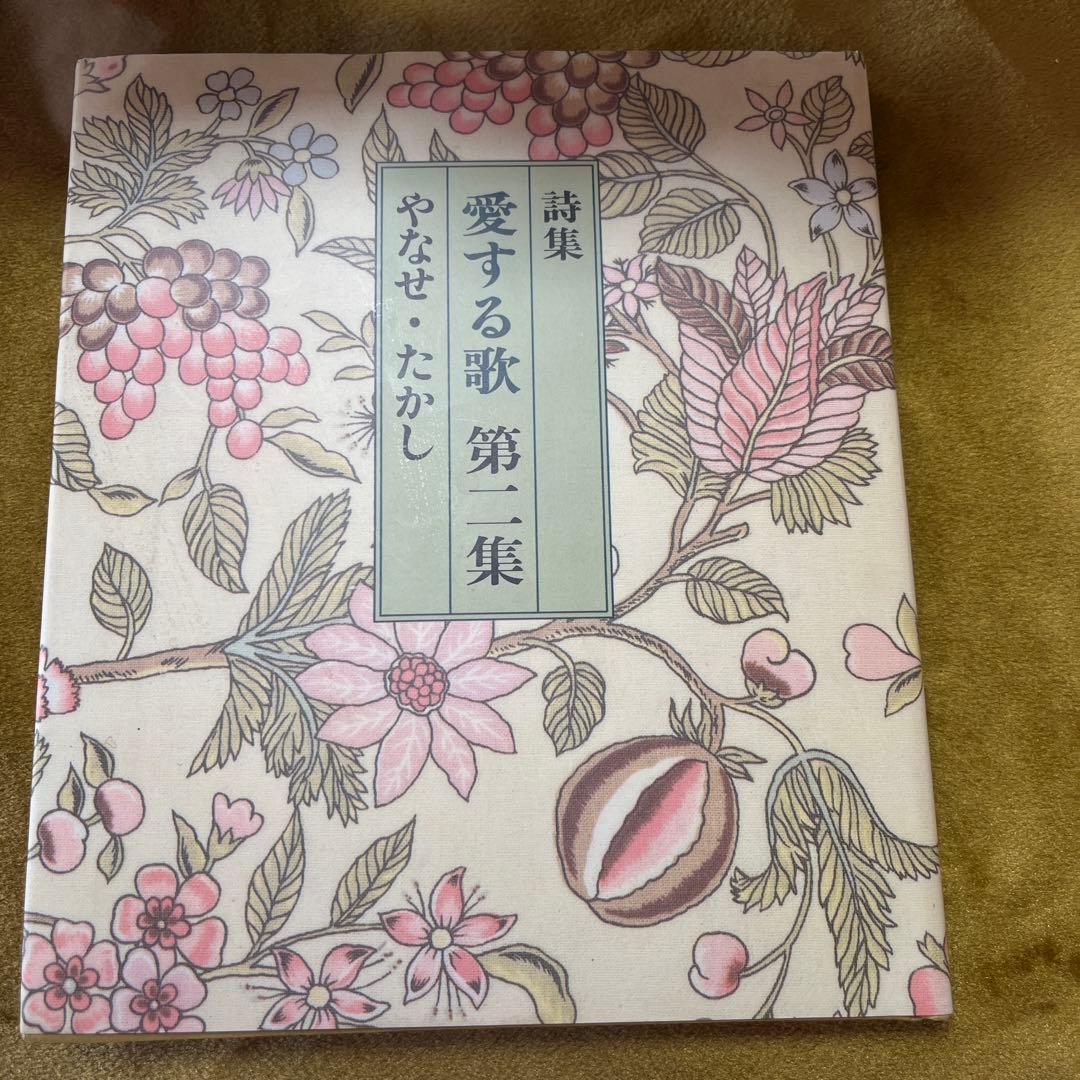 詩集
愛する歌 第二集
やなせ・たかし